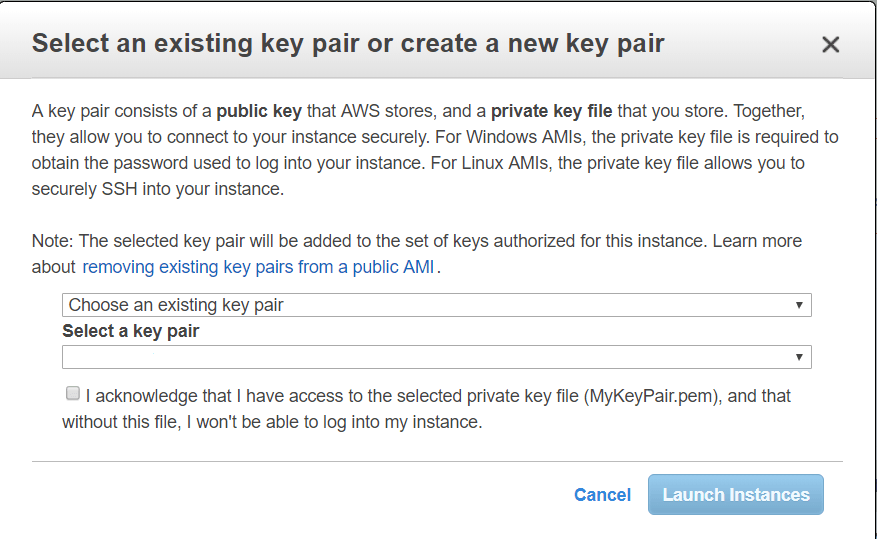 Select an existing key pair or create a new key pair
A key pair consists of a public key that AWS stores, and a private key file that you store. Together,
they allow you to connect to your instance securely. For Windows AMIs, the private key file is required to
obtain the password used to log into your instance. For Linux AMIs, the private key file allows you to
securely SSH into your instance.
Note: The selected key pair will be added to the set of keys authorized for this instance. Learn more
about removing existing key pairs from a public AMI.
Choose an existing key pair
Select a key pair
I acknowledge that I have access to the selected private key file (MyKeyPair.pem), and that
without this file, I won't be able to log into my instance.
Cancel Launch Instances